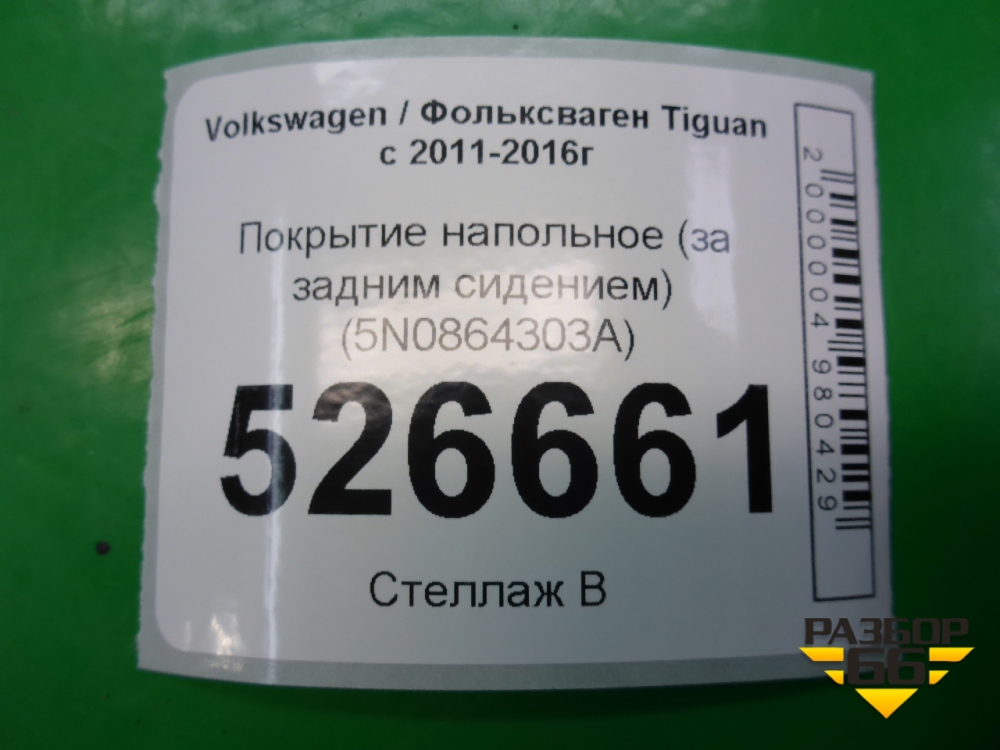 Volkswagen / Фольксваген Tiguan
с 2011-2016г
Покрытие напольное (за
задним сидением)
(5N0864303A)
526661
Стеллаж В
2000004980429
РАЗБОР
66